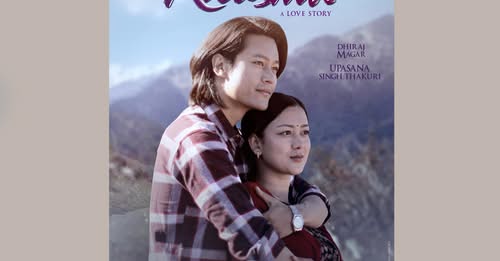 A LOVE STORY
DHIRAJ
MAGAR
UPASANA
SINGH THAKURI